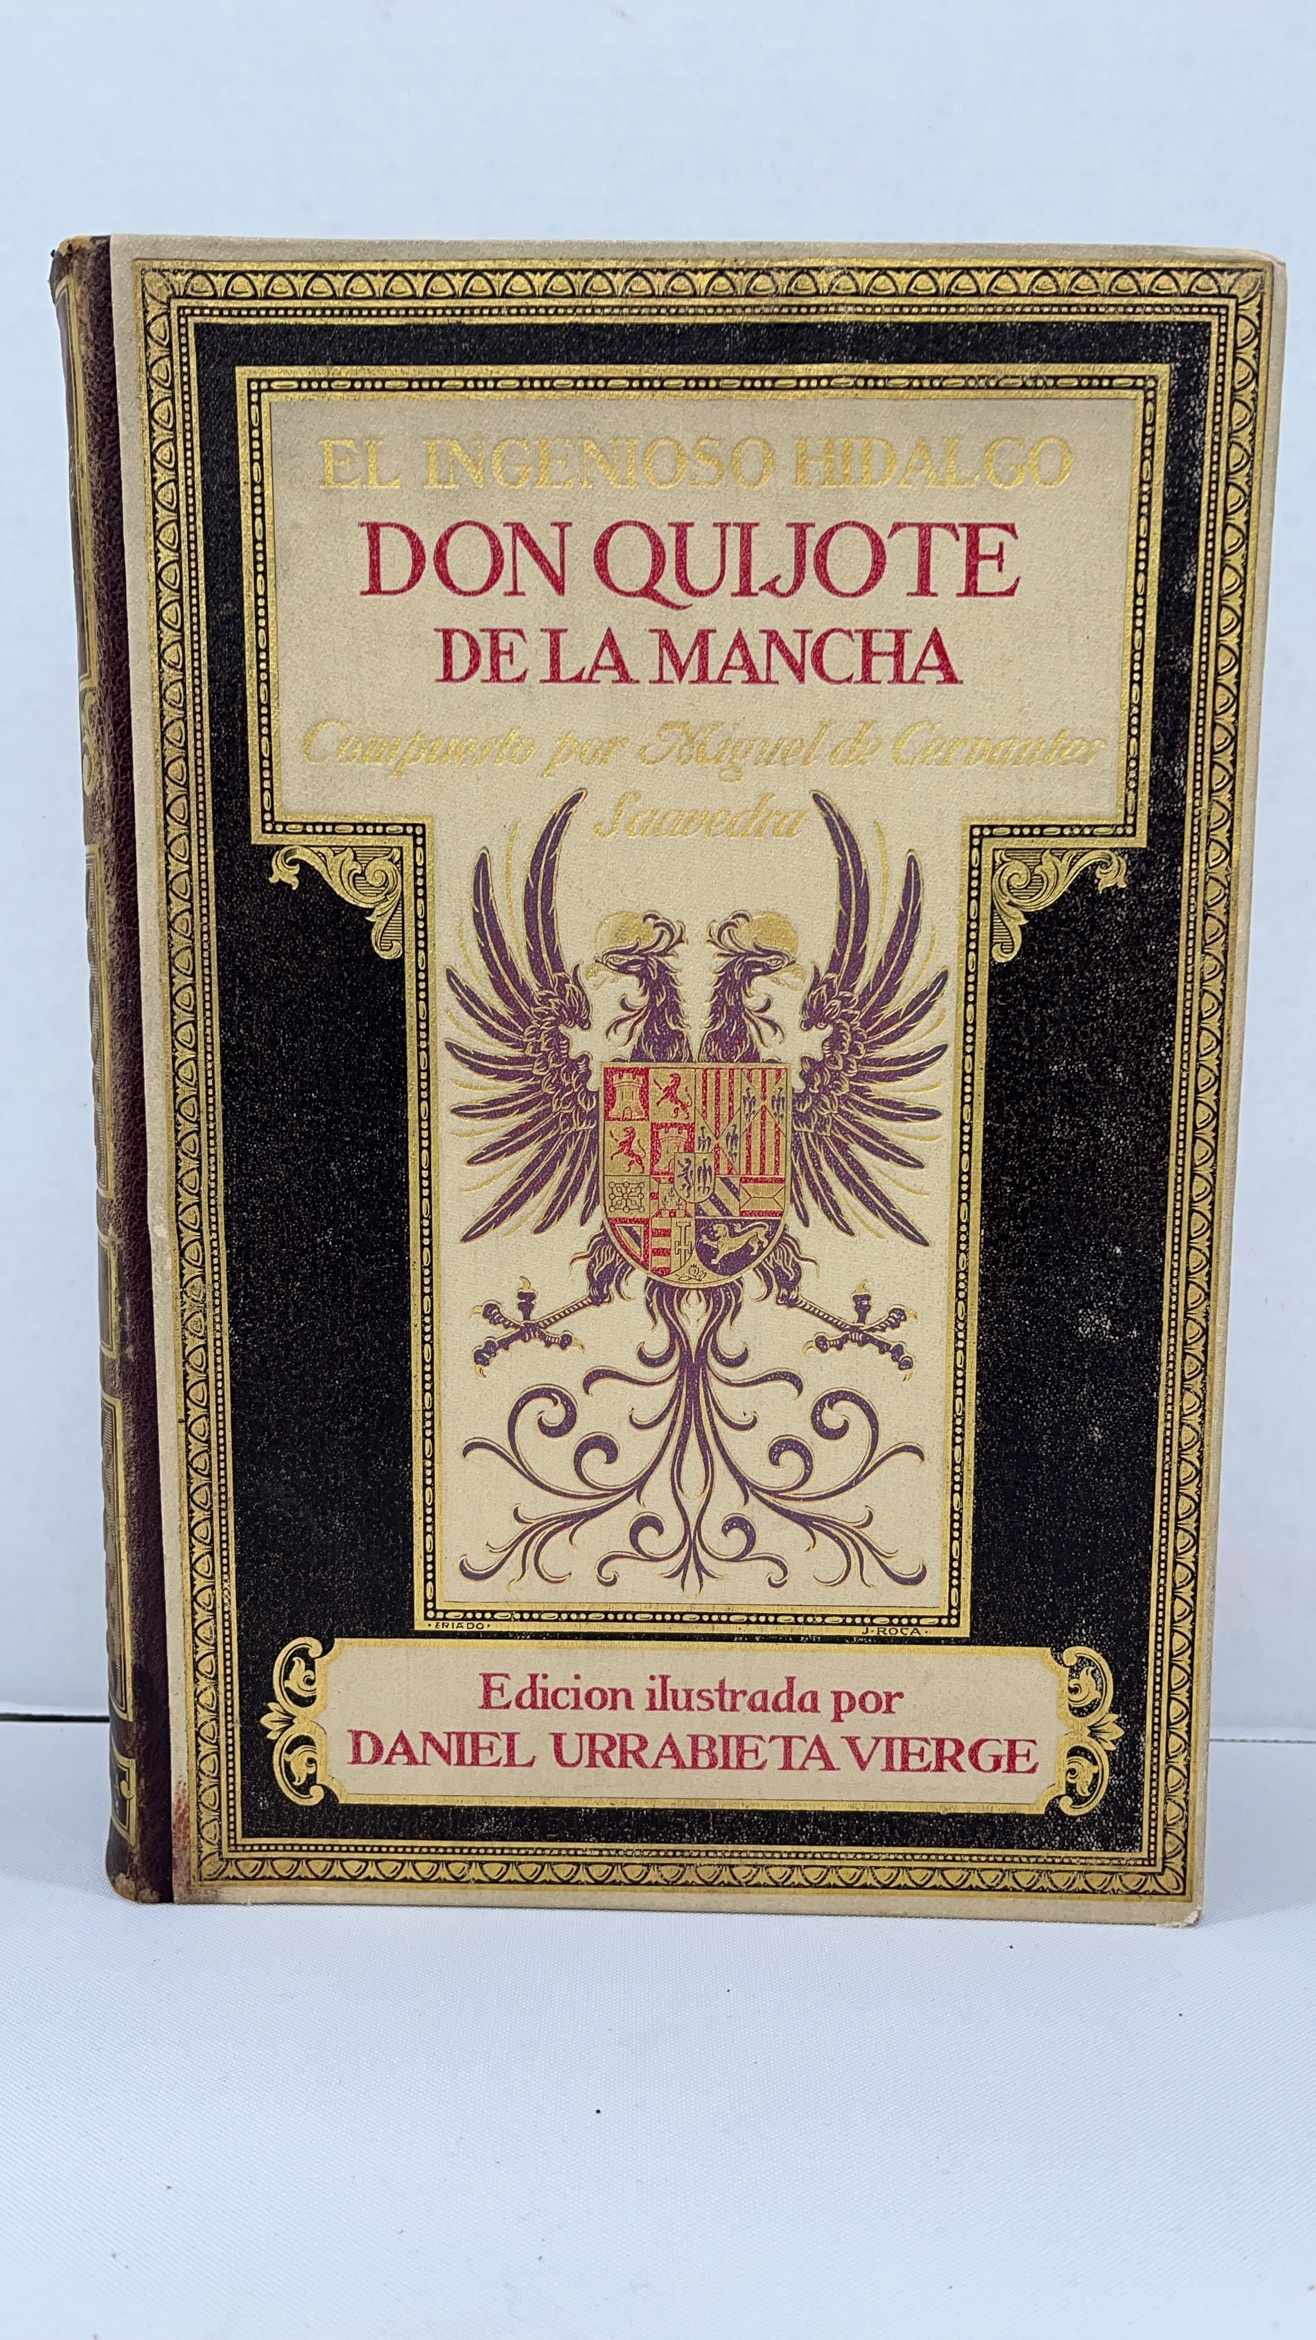 EL INGENIOSO HIDALGO
DON QUIJOTE
DE LA MANCHA
Compuesto por Miguel de Cervantes
Saavedra
J. ROCA.
Edicion ilustrada por
DANIEL URRABIETA VIERGE